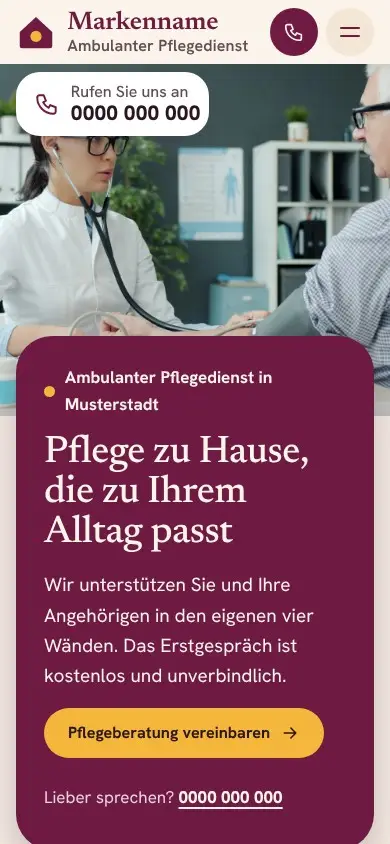 Markenname
Ambulanter Pflegedienst
Rufen Sie uns an
0000 000 000
Ambulanter Pflegedienst in
Musterstadt
Pflege zu Hause,
die zu Ihrem
Alltag passt
Wir unterstützen Sie und Ihre
Angehörigen in den eigenen vier
Wänden. Das Erstgespräch ist
kostenlos und unverbindlich.
Pflegeberatung vereinbaren →
Lieber sprechen? 0000 000 000